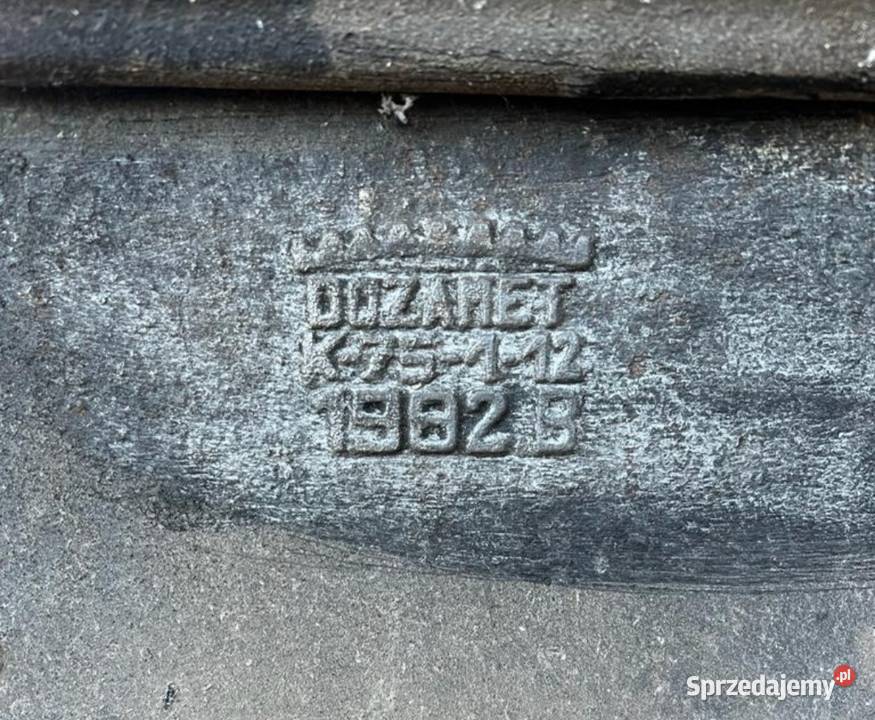 DOZAMET
K-75-1-12
1982 B
Sprzedajemy.pl